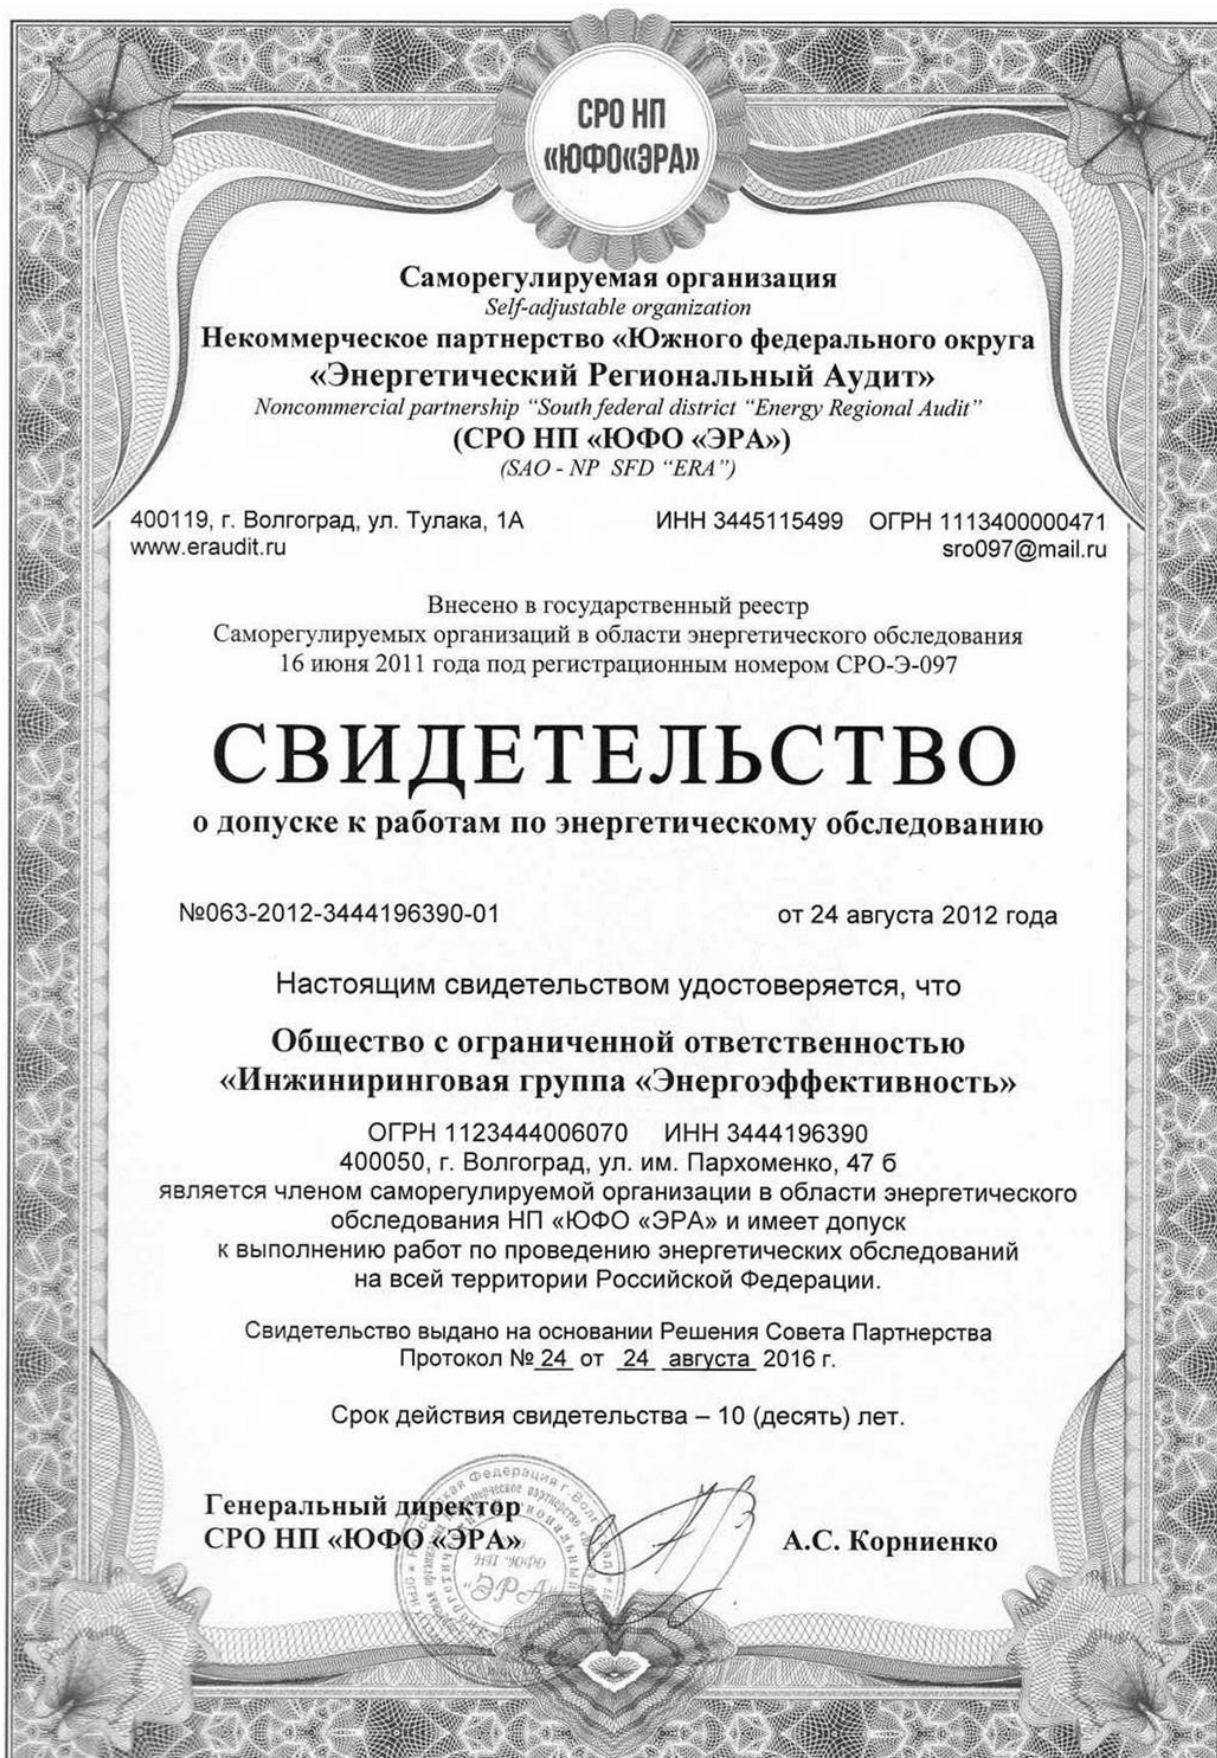 СРО НП
«ЮФО«ЭРА»
Саморегулируемая организация
Self-adjustable organization
Некоммерческое партнерство «Южного федерального округа
«Энергетический Региональный Аудит»
Noncommercial partnership “South federal district “Energy Regional Audit”
(СРО НП «ЮФО «ЭРА»)
(SAO - NP SFD “ERA”)
400119, г. Волгоград, ул. Тулака, 1А ИНН 3445115499 ОГРН 1113400000471
www.eraudit.ru sro097@mail.ru
Внесено в государственный реестр
Саморегулируемых организаций в области энергетического обследования
16 июня 2011 года под регистрационным номером СРО-Э-097
СВИДЕТЕЛЬСТВО
о допуске к работам по энергетическому обследованию
№063-2012-3444196390-01 от 24 августа 2012 года
Настоящим свидетельством удостоверяется, что
Общество с ограниченной ответственностью
«Инжиниринговая группа «Энергоэффективность»
ОГРН 1123444006070 ИНН 3444196390
400050, г. Волгоград, ул. им. Пархоменко, 47 б
является членом саморегулируемой организации в области энергетического
обследования НП «ЮФО «ЭРА» и имеет допуск
к выполнению работ по проведению энергетических обследований
на всей территории Российской Федерации.
Свидетельство выдано на основании Решения Совета Партнерства
Протокол № 24 от 24 августа 2016 г.
Срок действия свидетельства – 10 (десять) лет.
Генеральный директор
СРО НП «ЮФО «ЭРА» А.С. Корниенко
НП "ЮФО
"ЭРА"